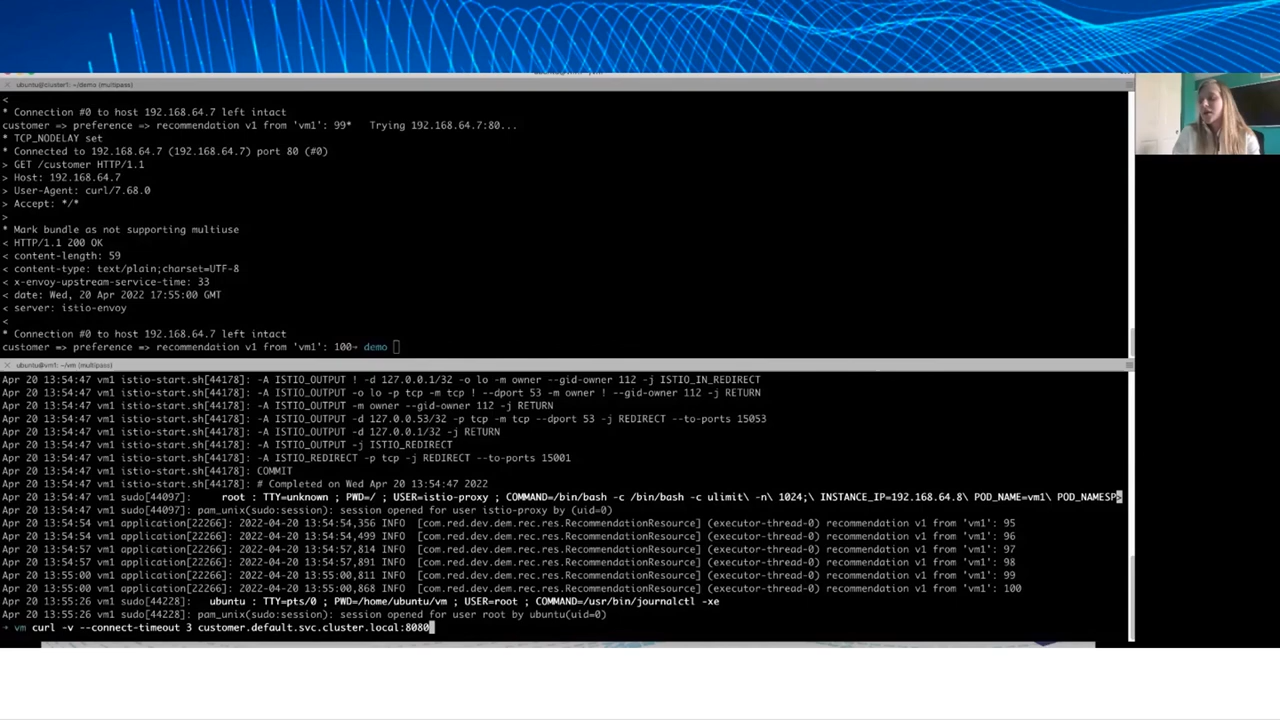 ubuntu@cluster1: ~/demo (multipass)
<
* Connection #0 to host 192.168.64.7 left intact
customer => preference => recommendation v1 from 'vm1': 99*   Trying 192.168.64.7:80...
* TCP_NODELAY set
* Connected to 192.168.64.7 (192.168.64.7) port 80 (#0)
> GET /customer HTTP/1.1
> Host: 192.168.64.7
> User-Agent: curl/7.68.0
> Accept: */*
>
* Mark bundle as not supporting multiuse
< HTTP/1.1 200 OK
< content-length: 59
< content-type: text/plain;charset=UTF-8
< x-envoy-upstream-service-time: 33
< date: Wed, 20 Apr 2022 17:55:00 GMT
< server: istio-envoy
<
* Connection #0 to host 192.168.64.7 left intact
customer => preference => recommendation v1 from 'vm1': 100→ demo
ubuntu@vm1: ~/vm (multipass)
Apr 20 13:54:47 vm1 istio-start.sh[44178]: -A ISTIO_OUTPUT ! -d 127.0.0.1/32 -o lo -m owner --gid-owner 112 -j ISTIO_IN_REDIRECT
Apr 20 13:54:47 vm1 istio-start.sh[44178]: -A ISTIO_OUTPUT -o lo -p tcp -m tcp ! --dport 53 -m owner ! --gid-owner 112 -j RETURN
Apr 20 13:54:47 vm1 istio-start.sh[44178]: -A ISTIO_OUTPUT -m owner --gid-owner 112 -j RETURN
Apr 20 13:54:47 vm1 istio-start.sh[44178]: -A ISTIO_OUTPUT -d 127.0.0.53/32 -p tcp -m tcp --dport 53 -j REDIRECT --to-ports 15053
Apr 20 13:54:47 vm1 istio-start.sh[44178]: -A ISTIO_OUTPUT -d 127.0.0.1/32 -j RETURN
Apr 20 13:54:47 vm1 istio-start.sh[44178]: -A ISTIO_OUTPUT -j ISTIO_REDIRECT
Apr 20 13:54:47 vm1 istio-start.sh[44178]: -A ISTIO_REDIRECT -p tcp -j REDIRECT --to-ports 15001
Apr 20 13:54:47 vm1 istio-start.sh[44178]: COMMIT
Apr 20 13:54:47 vm1 istio-start.sh[44178]: # Completed on Wed Apr 20 13:54:47 2022
Apr 20 13:54:47 vm1 sudo[44097]:     root : TTY=unknown ; PWD=/ ; USER=istio-proxy ; COMMAND=/bin/bash -c /bin/bash -c ulimit\ -n\ 1024;\ INSTANCE_IP=192.168.64.8\ POD_NAME=vm1\ POD_NAMESP>
Apr 20 13:54:47 vm1 sudo[44097]: pam_unix(sudo:session): session opened for user istio-proxy by (uid=0)
Apr 20 13:54:54 vm1 application[22266]: 2022-04-20 13:54:54,356 INFO  [com.red.dev.dem.rec.res.RecommendationResource] (executor-thread-0) recommendation v1 from 'vm1': 95
Apr 20 13:54:54 vm1 application[22266]: 2022-04-20 13:54:54,499 INFO  [com.red.dev.dem.rec.res.RecommendationResource] (executor-thread-0) recommendation v1 from 'vm1': 96
Apr 20 13:54:57 vm1 application[22266]: 2022-04-20 13:54:57,814 INFO  [com.red.dev.dem.rec.res.RecommendationResource] (executor-thread-0) recommendation v1 from 'vm1': 97
Apr 20 13:54:57 vm1 application[22266]: 2022-04-20 13:54:57,891 INFO  [com.red.dev.dem.rec.res.RecommendationResource] (executor-thread-0) recommendation v1 from 'vm1': 98
Apr 20 13:55:00 vm1 application[22266]: 2022-04-20 13:55:00,811 INFO  [com.red.dev.dem.rec.res.RecommendationResource] (executor-thread-0) recommendation v1 from 'vm1': 99
Apr 20 13:55:00 vm1 application[22266]: 2022-04-20 13:55:00,868 INFO  [com.red.dev.dem.rec.res.RecommendationResource] (executor-thread-0) recommendation v1 from 'vm1': 100
Apr 20 13:55:26 vm1 sudo[44228]:   ubuntu : TTY=pts/0 ; PWD=/home/ubuntu/vm ; USER=root ; COMMAND=/usr/bin/journalctl -xe
Apr 20 13:55:26 vm1 sudo[44228]: pam_unix(sudo:session): session opened for user root by ubuntu(uid=0)
→ vm curl -v --connect-timeout 3 customer.default.svc.cluster.local:8080